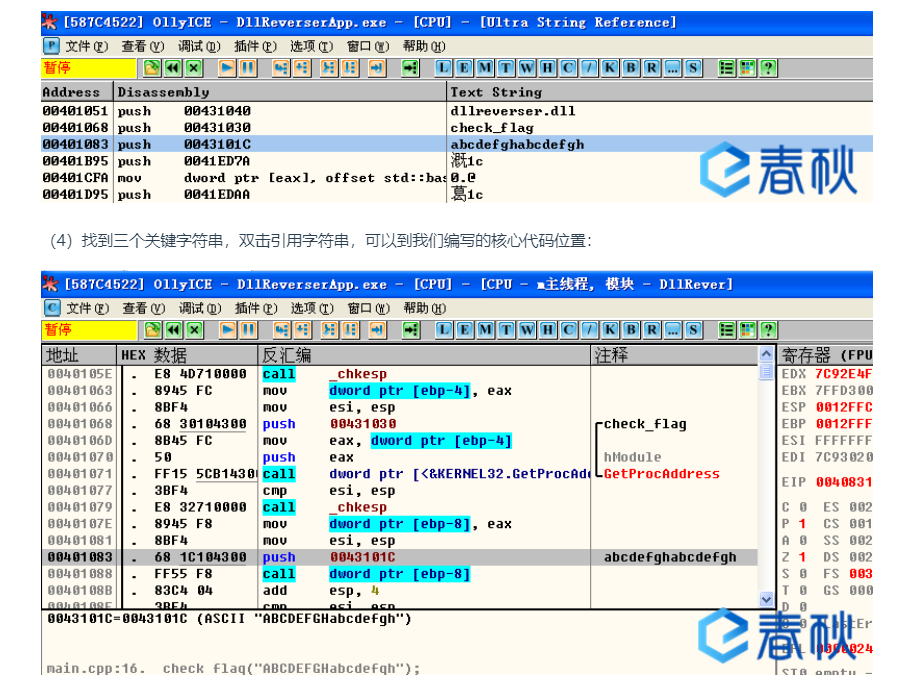 [587C4522] OllyICE - DllReverserApp.exe - [CPU] - [Ultra String Reference]
文件(F) 查看(V) 调试(D) 插件(P) 选项(T) 窗口(W) 帮助(H)
暂停 L E M T W H C / K B R ... S ?
Address Disassembly Text String
00401051 push 00431040 dllreverser.dll
00401068 push 00431030 check_flag
00401083 push 0043101C abcdefghabcdefgh
00401B95 push 0041ED7A 溉1c
00401CFA mov dword ptr [eax], offset std::bas 0.@
00401D95 push 0041EDAA 葛1c
春秋
(4) 找到三个关键字符串，双击引用字符串，可以到我们编写的核心代码位置：
[587C4522] OllyICE - DllReverserApp.exe - [CPU] - [CPU - 主线程, 模块 - DllRever]
C 文件(F) 查看(V) 调试(D) 插件(P) 选项(T) 窗口(W) 帮助(H)
暂停 L E M T W H C / K B R ... S ?
地址 HEX 数据 反汇编 注释 寄存器 (FPU
0040105E . E8 4D710000 call _chkesp EDX 7C92E4F
00401063 . 8945 FC mov dword ptr [ebp-4], eax EBX 7FFD300
00401066 . 8BF4 mov esi, esp ESP 0012FFC
00401068 . 68 30104300 push 00431030 check_flag EBP 0012FFF
0040106D . 8B45 FC mov eax, dword ptr [ebp-4] ESI FFFFFFF
00401070 . 50 push eax hModule EDI 7C93020
00401071 . FF15 5CB14300 call dword ptr [<&KERNEL32.GetProcAd GetProcAddress
EIP 0040831
00401077 . 3BF4 cmp esi, esp
00401079 . E8 32710000 call _chkesp C 0 ES 002
0040107E . 8945 F8 mov dword ptr [ebp-8], eax P 1 CS 001
00401081 . 8BF4 mov esi, esp A 0 SS 002
00401083 . 68 1C104300 push 0043101C abcdefghabcdefgh Z 1 DS 002
00401088 . FF55 F8 call dword ptr [ebp-8] S 0 FS 003
0040108B . 83C4 04 add esp, 4 T 0 GS 000
0040108E . 3BF4 cmp esi, esp D 0
0043101C=0043101C (ASCII "ABCDEFGHabcdefgh")
春秋
main.cpp:16. check_flag("ABCDEFGHabcdefgh");
ST0 empty -